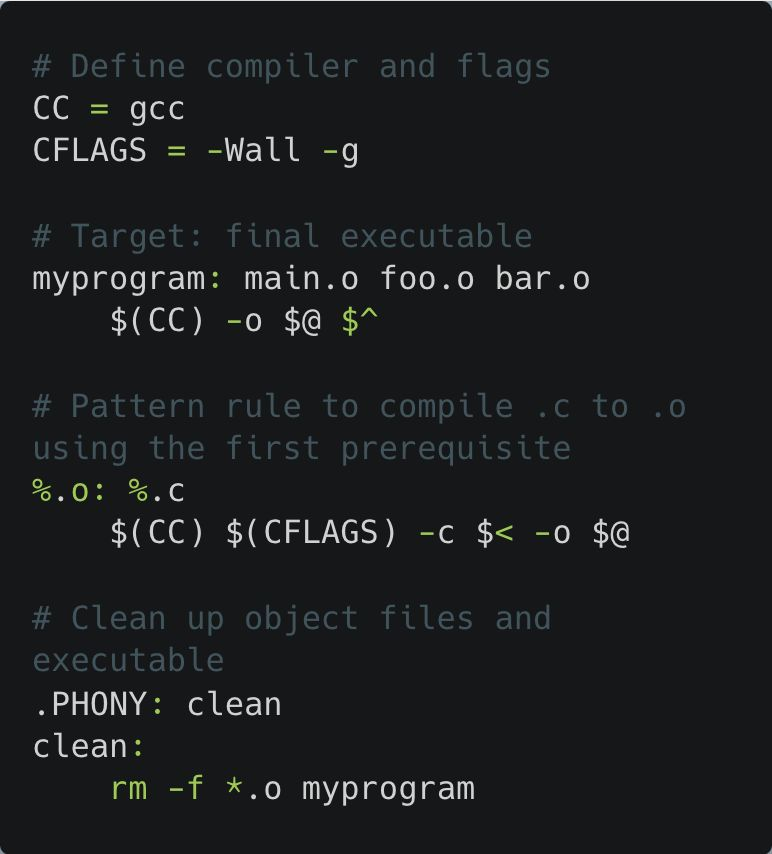 # Define compiler and flags
CC = gcc
CFLAGS = -Wall -g

# Target: final executable
myprogram: main.o foo.o bar.o
    $(CC) -o $@ $^

# Pattern rule to compile .c to .o
using the first prerequisite
%.o: %.c
    $(CC) $(CFLAGS) -c $< -o $@

# Clean up object files and
executable
.PHONY: clean
clean:
    rm -f *.o myprogram